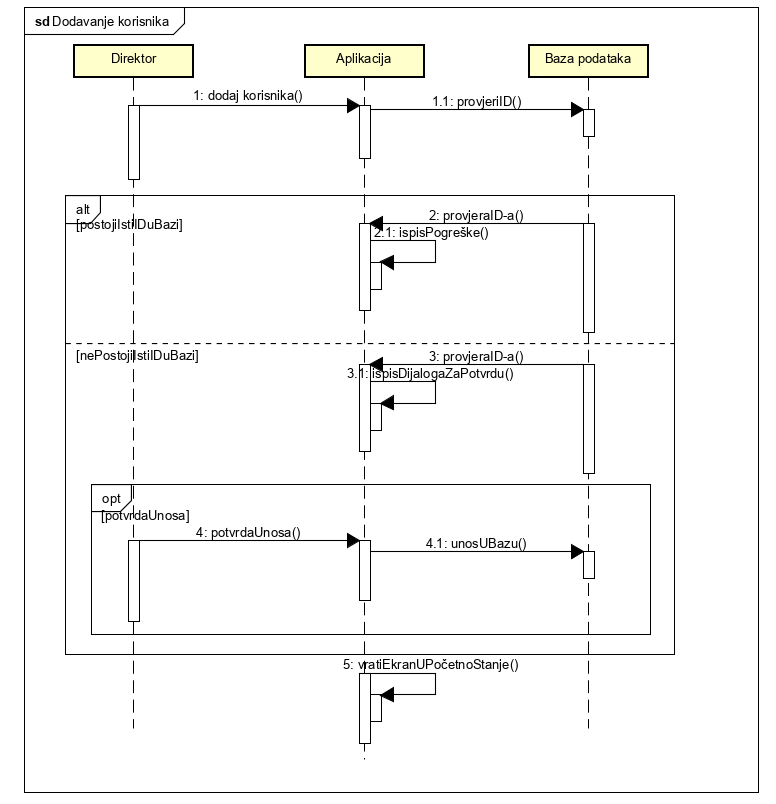 sd Dodavanje korisnika
Direktor
Aplikacija
Baza podataka
1: dodaj korisnika()
1.1: provjeriID()
alt
[postojiIstiIDuBazi]
2: provjeraID-a()
2.1: ispisPogreške()
[nePostojiIstiIDuBazi]
3: provjeraID-a()
3.1: ispisDijalogaZaPotvrdu()
opt
[potvrdaUnosa]
4: potvrdaUnosa()
4.1: unosUBazu()
5: vratiEkranUPočetnoStanje()